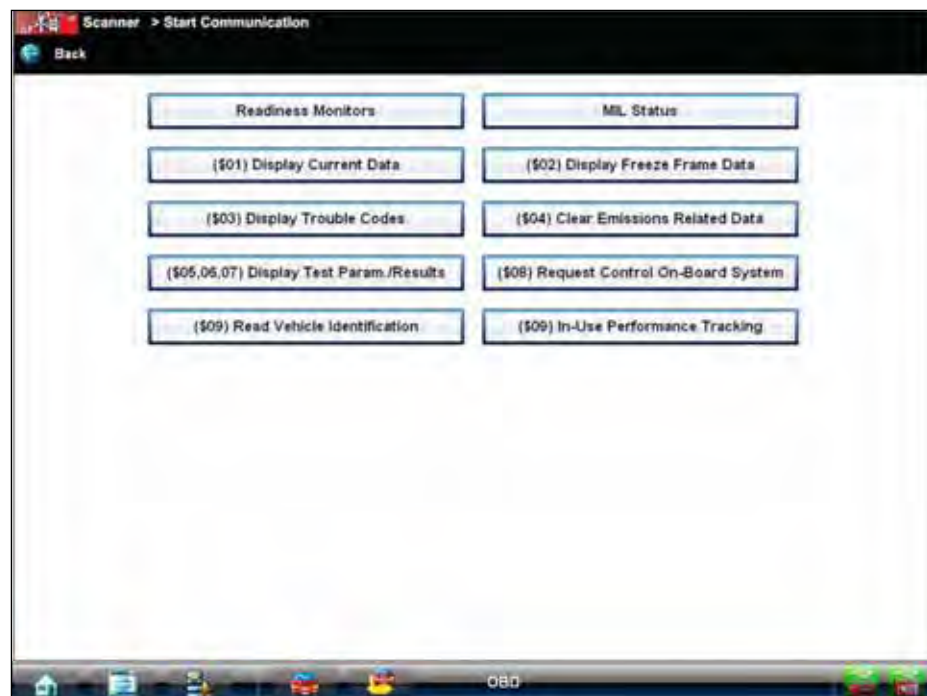 Scanner > Start Communication
Back
Readiness Monitors
MIL Status
($01) Display Current Data
($02) Display Freeze Frame Data
($03) Display Trouble Codes
($04) Clear Emissions Related Data
($05,06,07) Display Test Param./Results
($08) Request Control On-Board System
($09) Read Vehicle Identification
($09) In-Use Performance Tracking
OBD